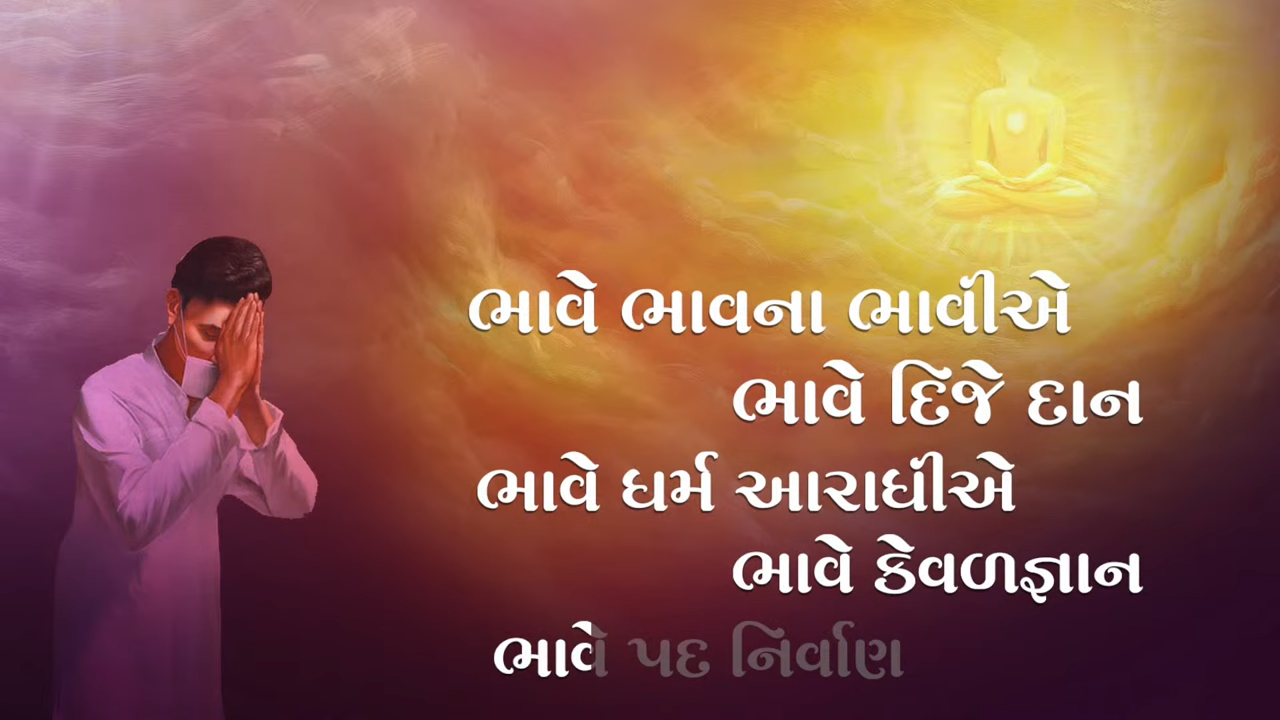 ભાવે ભાવના ભાવીએ
ભાવે દિજે દાન
ભાવે ધર્મ આરાધીએ
ભાવે કેવળજ્ઞાન
ભાવે પદ નિર્વાણ